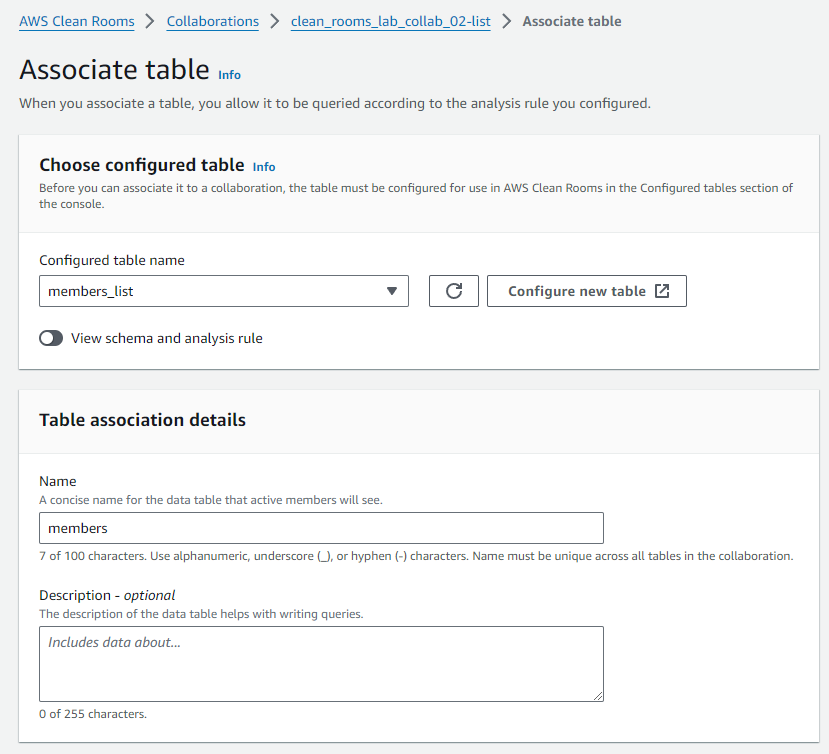 AWS Clean Rooms > Collaborations > clean_rooms_lab_collab_02-list > Associate table
Associate table Info
When you associate a table, you allow it to be queried according to the analysis rule you configured.
Choose configured table Info
Before you can associate it to a collaboration, the table must be configured for use in AWS Clean Rooms in the Configured tables section of
the console.
Configured table name
members_list
Configure new table
View schema and analysis rule
Table association details
Name
A concise name for the data table that active members will see.
members
7 of 100 characters. Use alphanumeric, underscore (_), or hyphen (-) characters. Name must be unique across all tables in the collaboration.
Description - optional
The description of the data table helps with writing queries.
Includes data about...
0 of 255 characters.